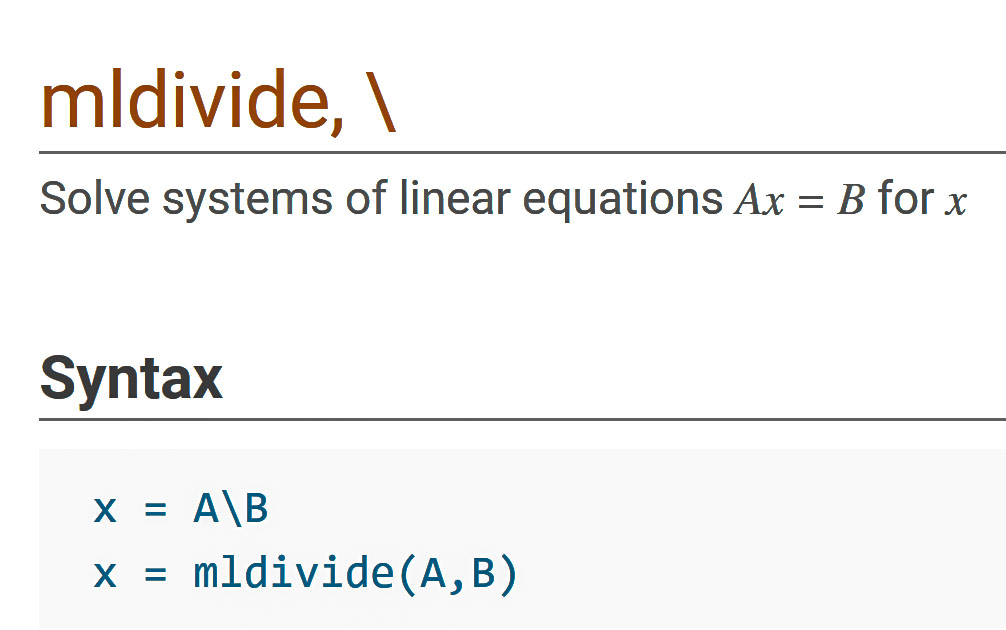 mldivide, \
Solve systems of linear equations Ax = B for x
Syntax
x = A\B
x = mldivide(A,B)